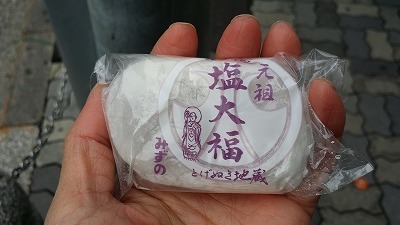 元祖
塩大福
みずの
とげぬき地蔵